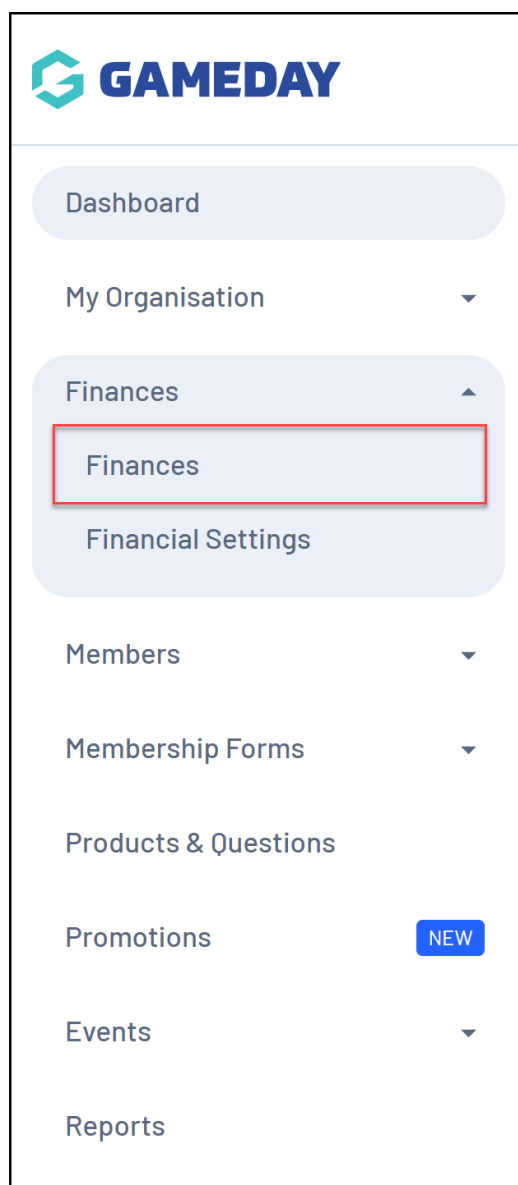 GAMEDAY
Dashboard
My Organisation
Finances
Finances
Financial Settings
Members
Membership Forms
Products & Questions
Promotions NEW
Events
Reports